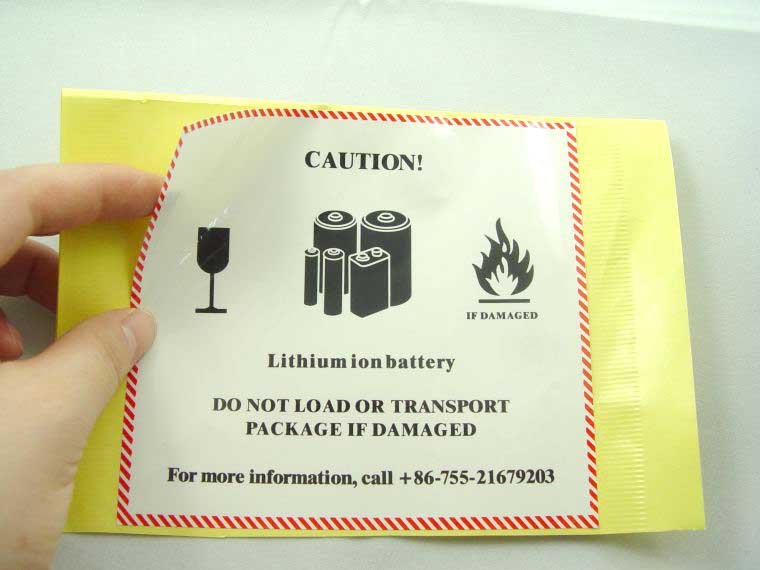 CAUTION!
IF DAMAGED
Lithium ion battery
DO NOT LOAD OR TRANSPORT
PACKAGE IF DAMAGED
For more information, call +86-755-21679203